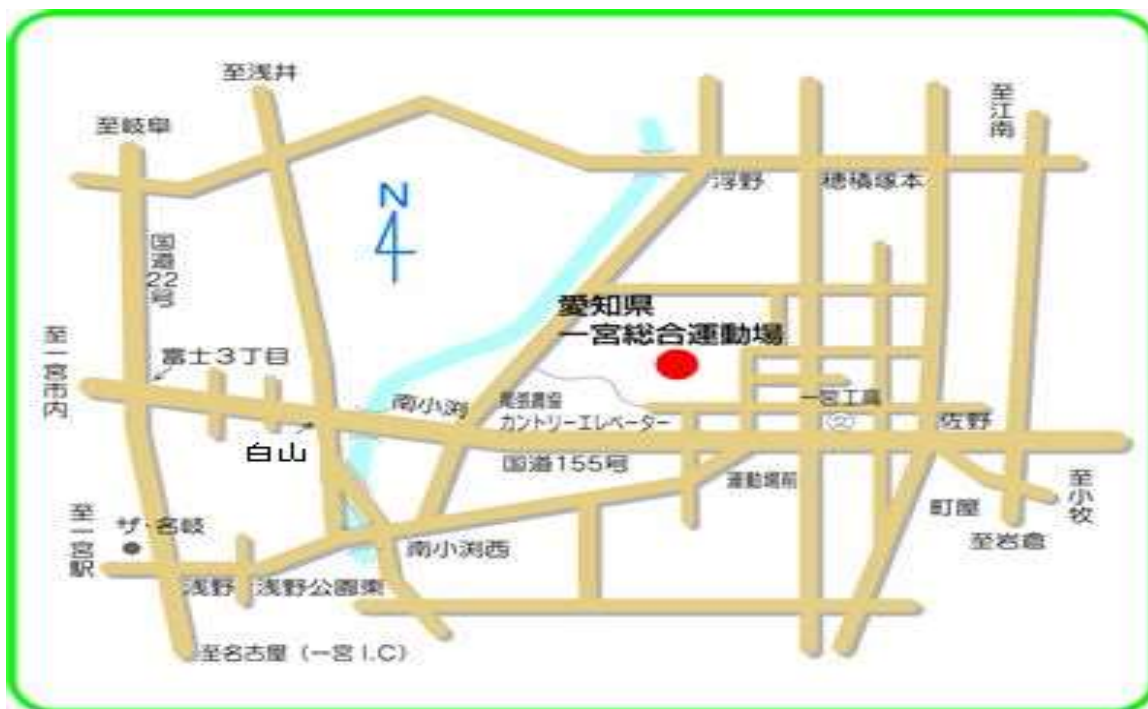 至浅井
至岐阜
至江南
N
浮野
穂積塚本
国道22号
愛知県
一宮総合運動場
至一宮市内
富士3丁目
南小渕
尾張農協
カントリーエレベーター
一宮工高
佐野
白山
国道155号
運動場前
至小牧
町屋
至一宮駅
ザ・名岐
南小渕西
至岩倉
浅野
浅野公園東
至名古屋(一宮I.C)